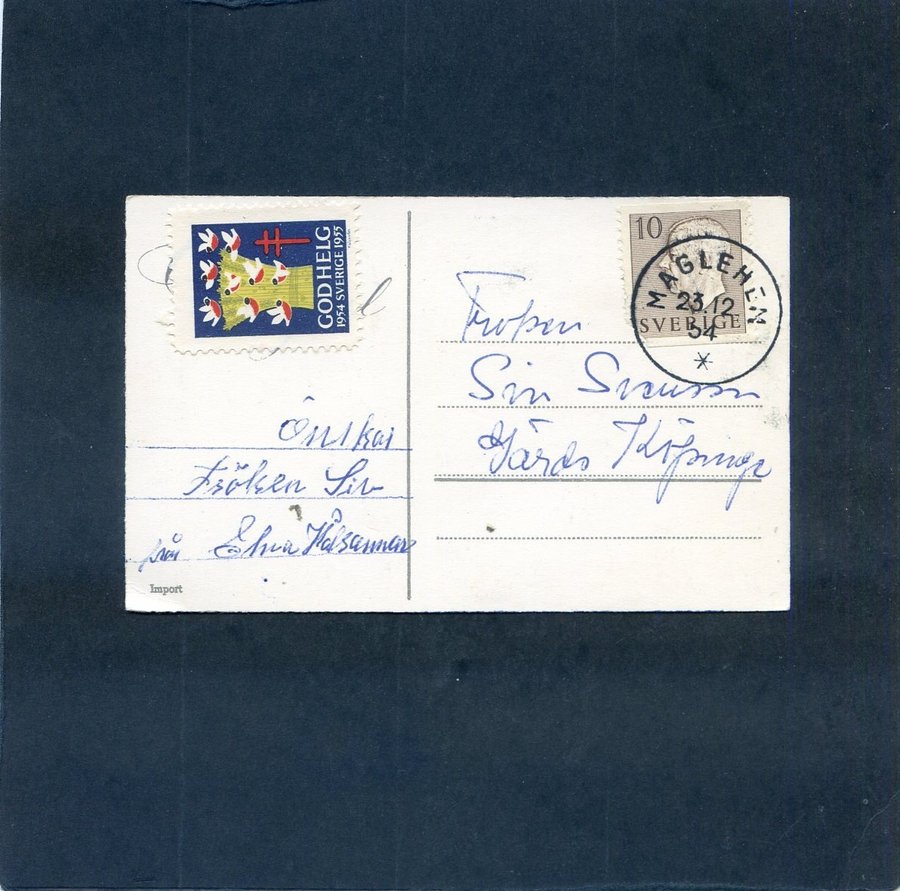 GOD HELG
1954 SVERIGE 1955
10
SVERIGE
MAGLEHEM
23.12
54
Fröken
Siv Svensson
Gärds Köpinge
Önskar
Fröken Siv
från Elna
Import